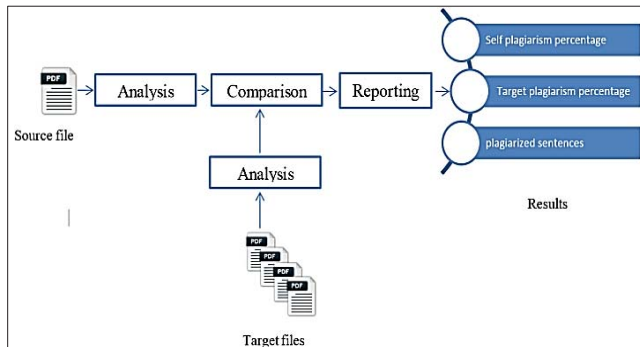 Self plagiarism percentage
PDF
Analysis
Comparison
Reporting
Target plagiarism percentage
Source file
plagiarized sentences
Analysis
Results
PDF
PDF
PDF
PDF
Target files